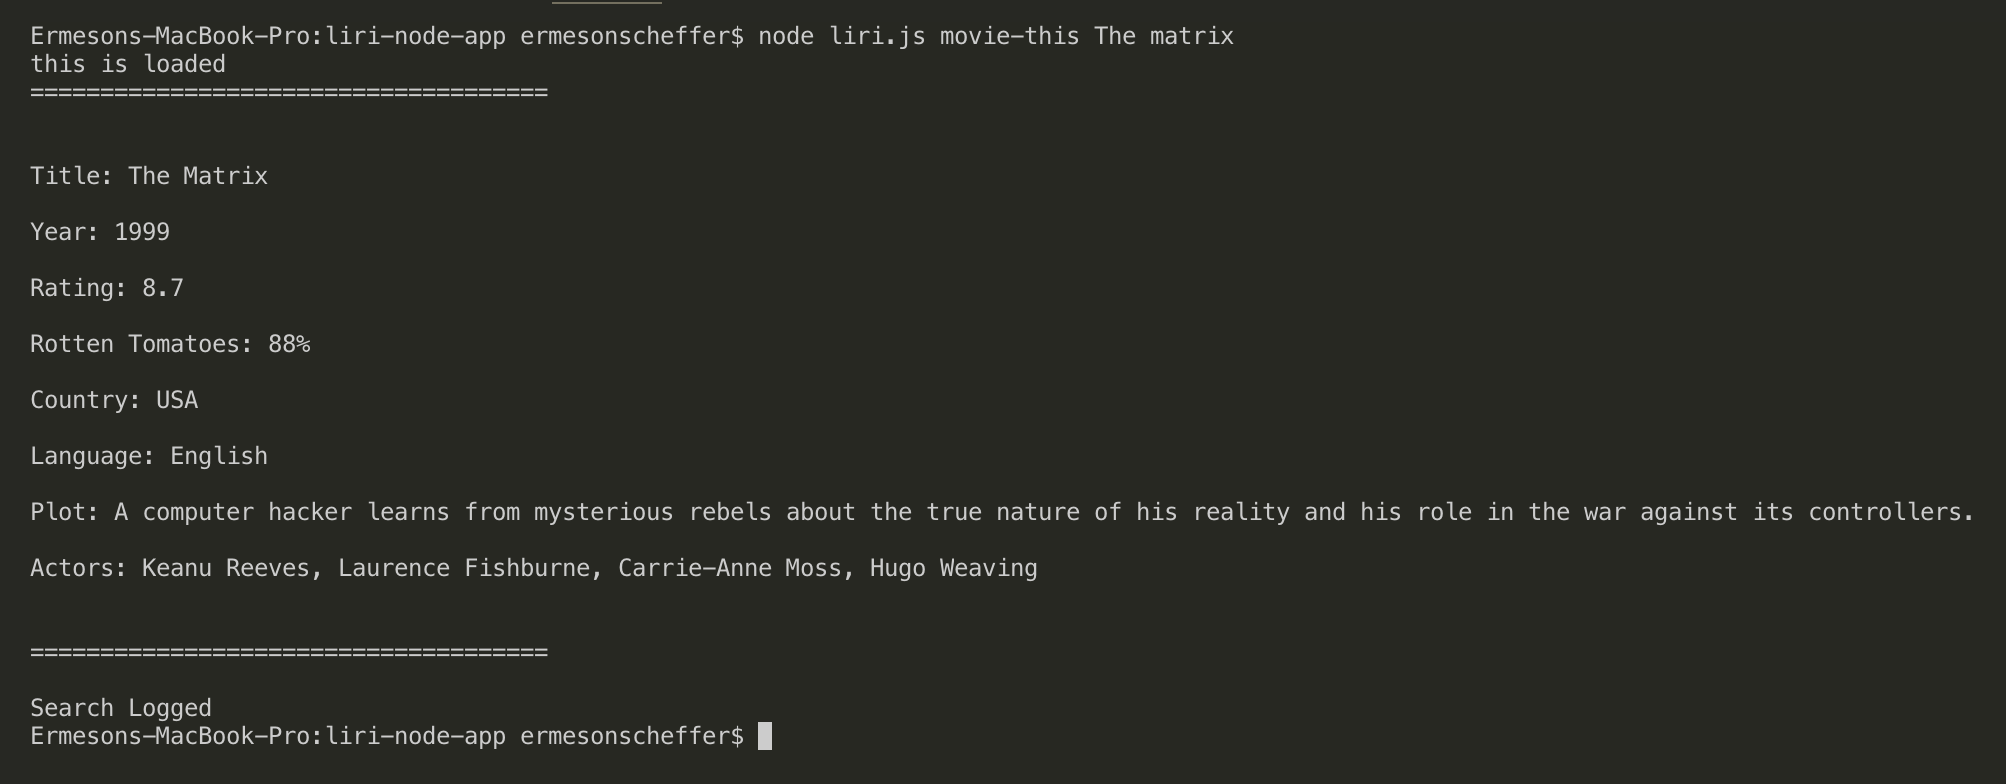 Ermesons-MacBook-Pro:liri-node-app ermesonscheffer$ node liri.js movie-this The matrix
this is loaded
=====================================
Title: The Matrix
Year: 1999
Rating: 8.7
Rotten Tomatoes: 88%
Country: USA
Language: English
Plot: A computer hacker learns from mysterious rebels about the true nature of his reality and his role in the war against its controllers.
Actors: Keanu Reeves, Laurence Fishburne, Carrie-Anne Moss, Hugo Weaving
=====================================
Search Logged
Ermesons-MacBook-Pro:liri-node-app ermesonscheffer$